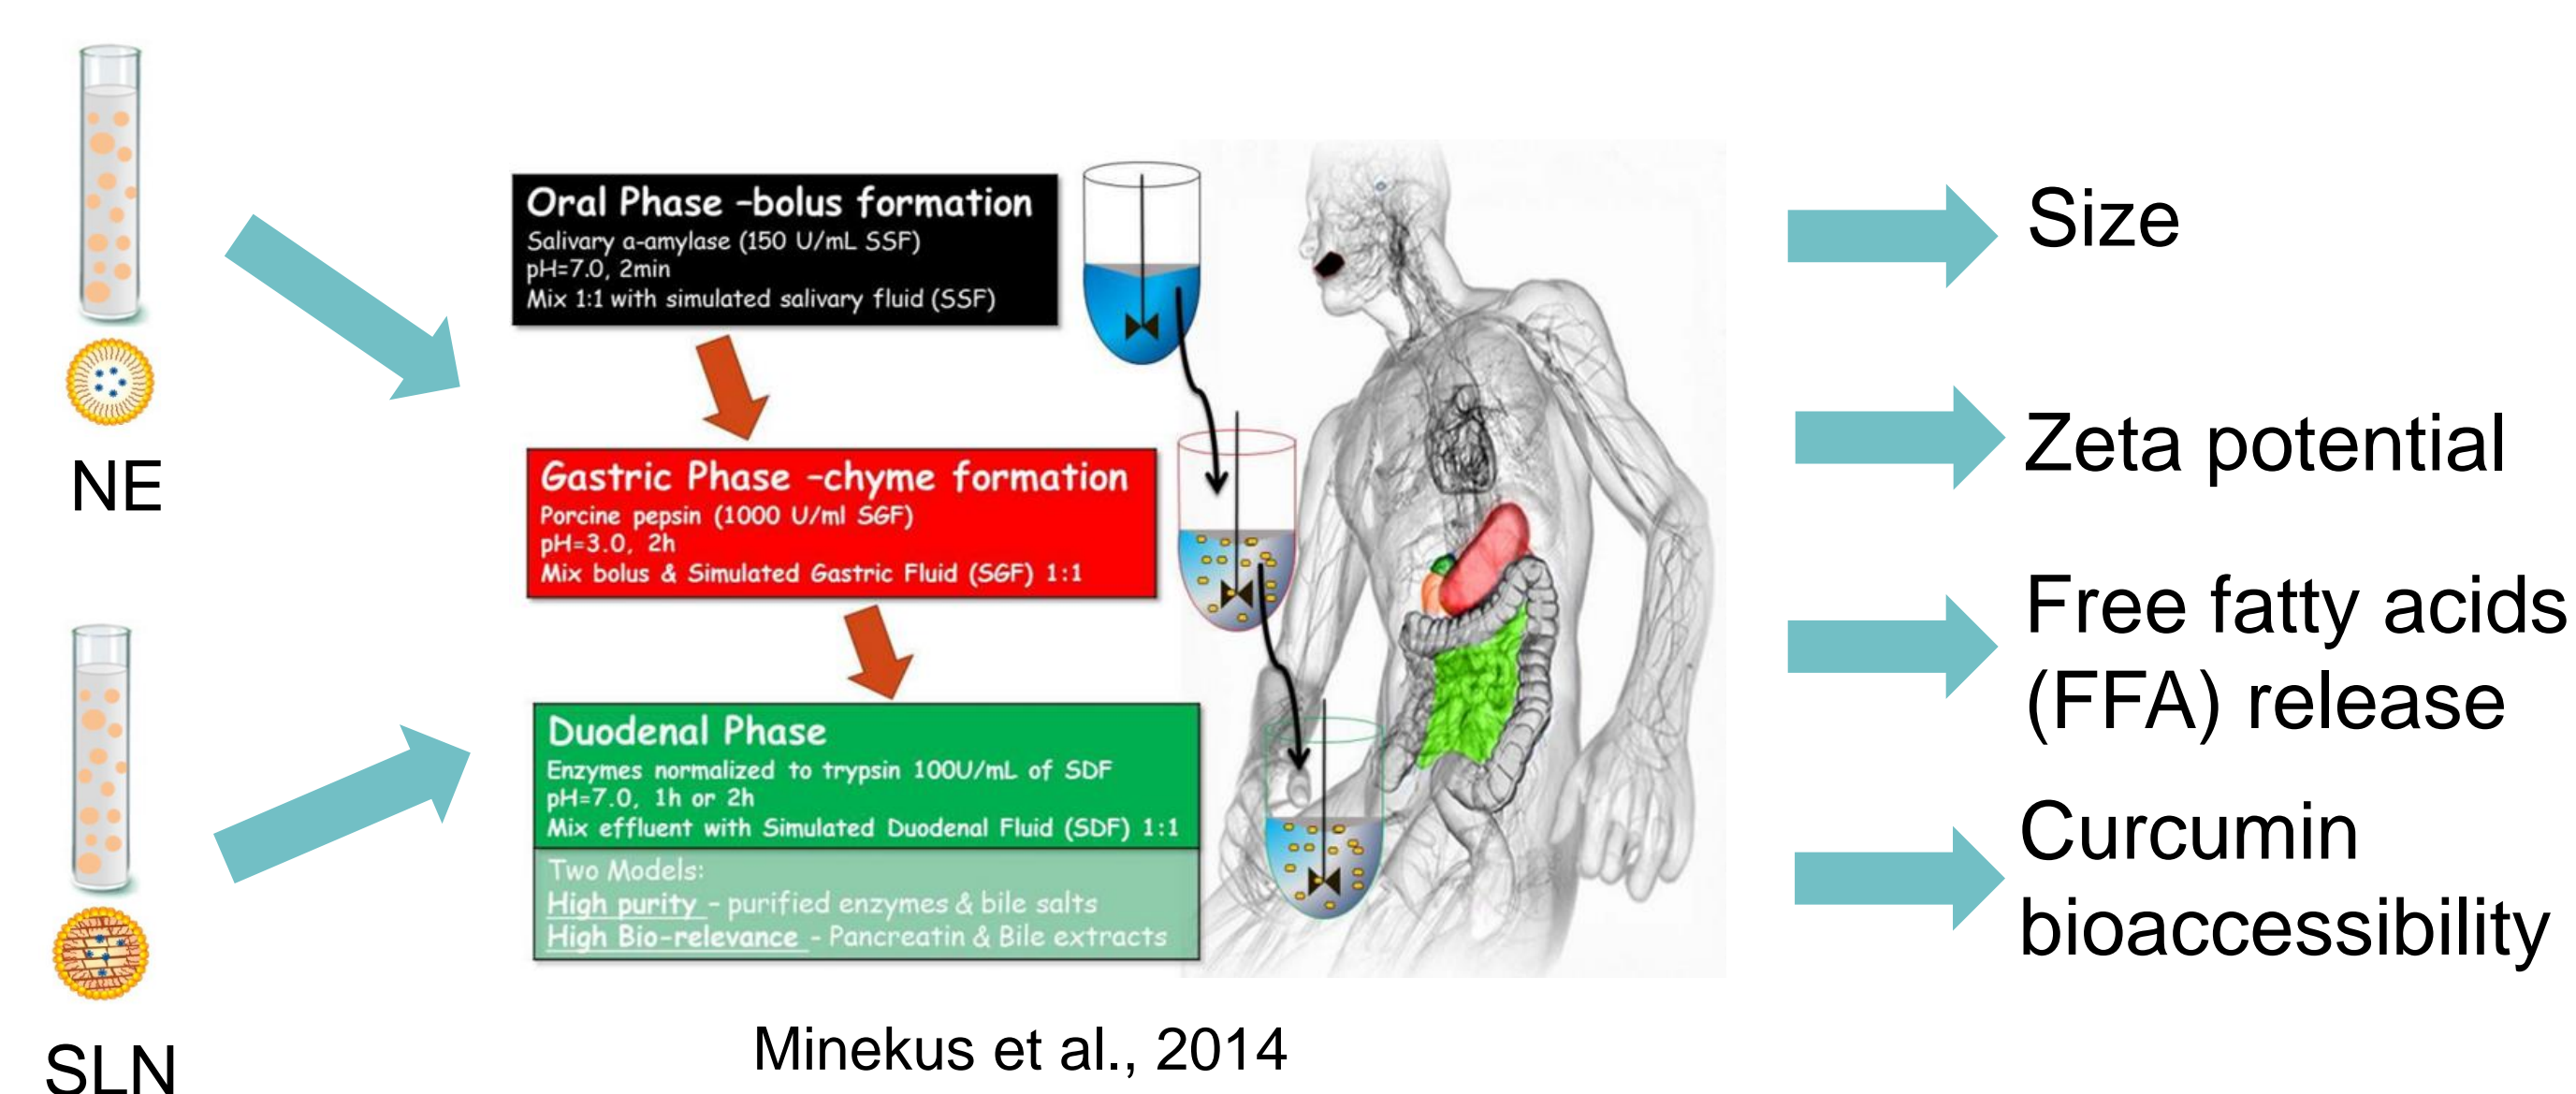 NE
SLN
Oral Phase -bolus formation
Salivary a-amylase (150 U/mL SSF)
pH=7.0, 2min
Mix 1:1 with simulated salivary fluid (SSF)
Gastric Phase -chyme formation
Porcine pepsin (1000 U/ml SGF)
pH=3.0, 2h
Mix bolus & Simulated Gastric Fluid (SGF) 1:1
Duodenal Phase
Enzymes normalized to trypsin 100U/mL of SDF
pH=7.0, 1h or 2h
Mix effluent with Simulated Duodenal Fluid (SDF) 1:1
Two Models:
High purity - purified enzymes & bile salts
High Bio-relevance - Pancreatin & Bile extracts
Minekus et al., 2014
Size
Zeta potential
Free fatty acids
(FFA) release
Curcumin
bioaccessibility